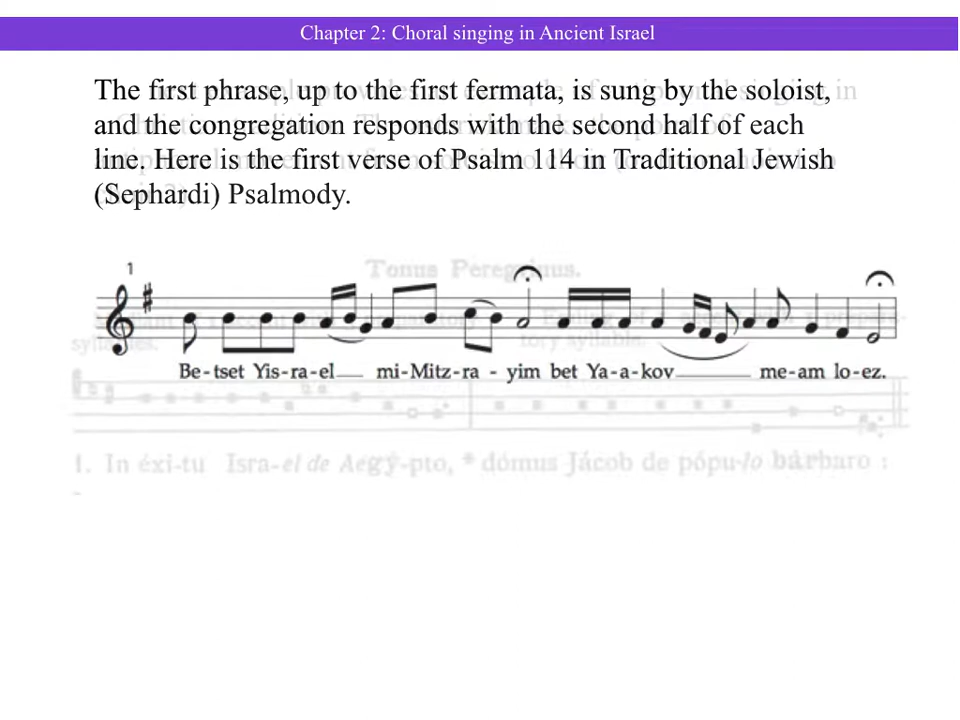 Chapter 2: Choral singing in Ancient Israel
The first phrase, up to the first fermata, is sung by the soloist,
and the congregation responds with the second half of each
line. Here is the first verse of Psalm 114 in Traditional Jewish
(Sephardi) Psalmody.
Tonus Peregrinus.
1
syllables.
tory syllable.
Be-tset Yis-ra-el mi-Mitz-ra-yim bet Ya-a-kov me-am lo-ez.
1. In éxi-tu Isra-el de Aegý-pto, * dómus Jácob de pópu-lo bárbaro :